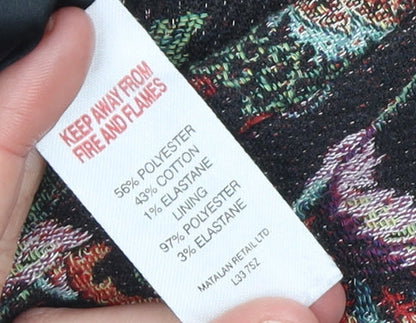 KEEP AWAY FROM
FIRE AND FLAMES
56% POLYESTER
43% COTTON
1% ELASTANE
LINING
97% POLYESTER
3% ELASTANE
MATALAN RETAIL LTD
L33 7SZ